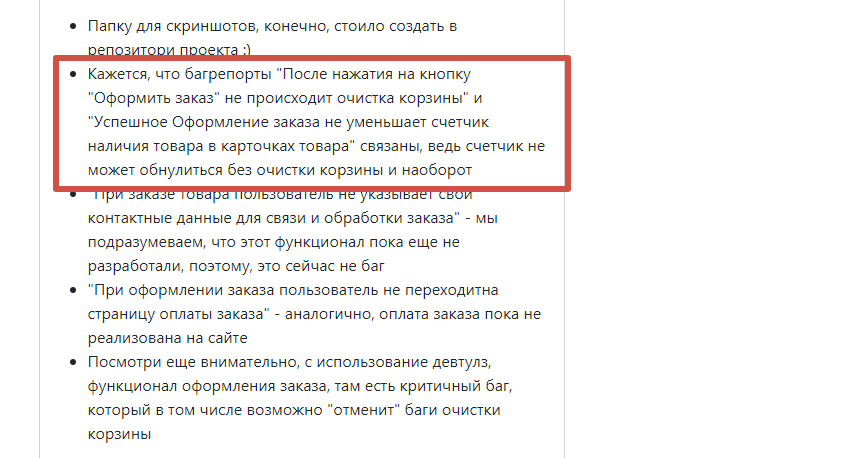 Папку для скриншотов, конечно, стоило создать в
репозитори проекта :)
Кажется, что багрепорты "После нажатия на кнопку
"Оформить заказ" не происходит очистка корзины" и
"Успешное Оформление заказа не уменьшает счетчик
наличия товара в карточках товара" связаны, ведь счетчик не
может обнулиться без очистки корзины и наоборот
"При заказе товара пользователь не указывает свои
контактные данные для связи и обработки заказа" - мы
подразумеваем, что этот функционал пока еще не
разработали, поэтому, это сейчас не баг
"При оформлении заказа пользователь не переходитна
страницу оплаты заказа" - аналогично, оплата заказа пока не
реализована на сайте
Посмотри еще внимательно, с использование девтулз,
функционал оформления заказа, там есть критичный баг,
который в том числе возможно "отменит" баги очистки
корзины